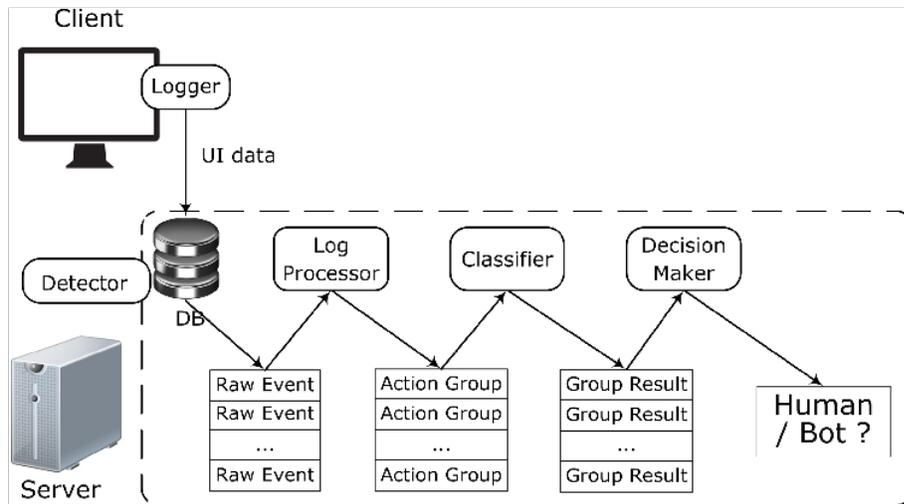 Client
Logger
UI data
Log
Processor
Classifier
Decision
Maker
Detector
DB
Raw Event
Raw Event
...
Raw Event
Action Group
Action Group
...
Action Group
Group Result
Group Result
...
Group Result
Human
/ Bot ?
Server